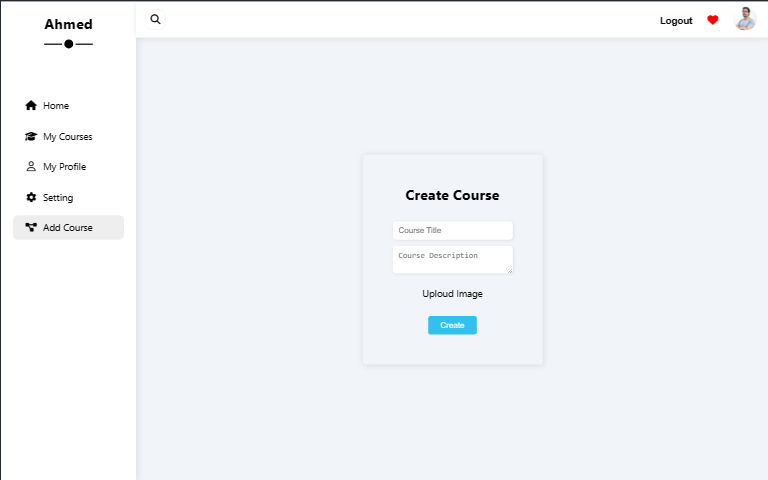 Ahmed
Logout
Home
My Courses
My Profile
Setting
Add Course
Create Course
Course Title
Course Description
Uploud Image
Create